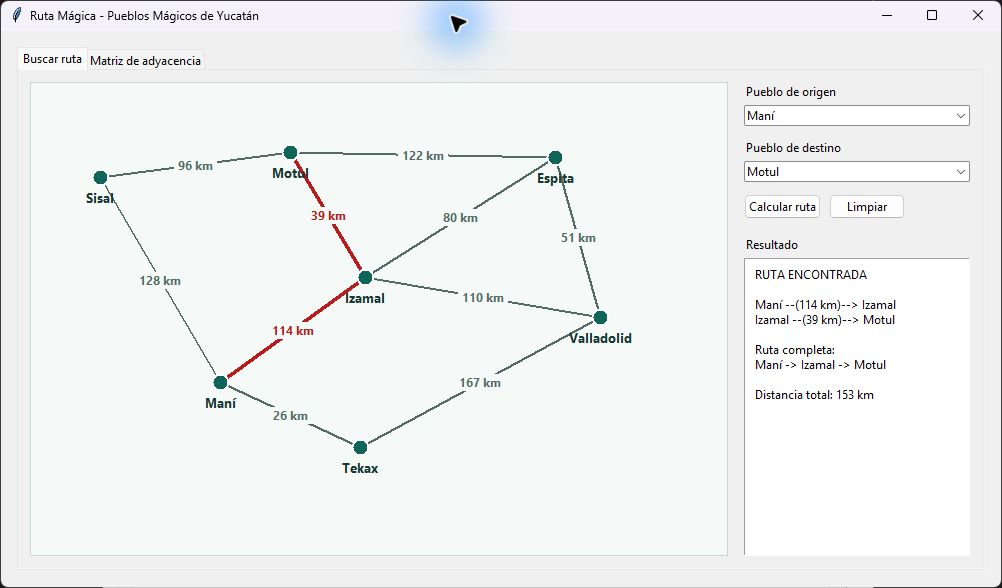 Ruta Mágica - Pueblos Mágicos de Yucatán
Buscar ruta
Matriz de adyacencia
96 km
Motul
122 km
Espita
Sisal
39 km
80 km
51 km
128 km
Izamal
110 km
114 km
Valladolid
Maní
26 km
167 km
Tekax
Pueblo de origen
Maní
Pueblo de destino
Motul
Calcular ruta
Limpiar
Resultado
RUTA ENCONTRADA
Maní --(114 km)--> Izamal
Izamal --(39 km)--> Motul
Ruta completa:
Maní -> Izamal -> Motul
Distancia total: 153 km